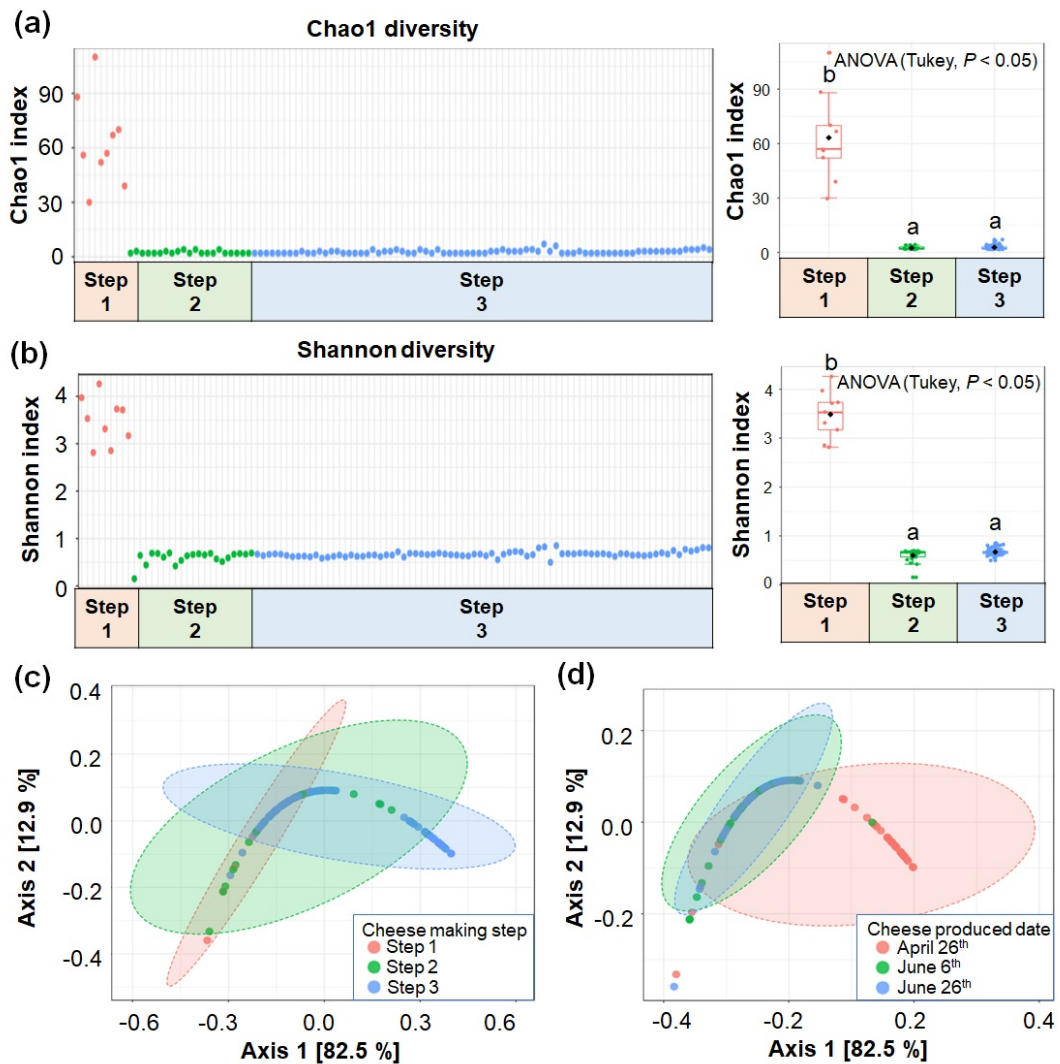 (a)
Chao1 diversity
Chao1 index
90
60
30
0
Step 1
Step 2
Step 3
ANOVA (Tukey, P < 0.05)
b
a
a
90
60
30
0
Step 1
Step 2
Step 3
(b)
Shannon diversity
Shannon index
4
3
2
1
0
Step 1
Step 2
Step 3
ANOVA (Tukey, P < 0.05)
b
a
a
4
3
2
1
0
Step 1
Step 2
Step 3
(c)
Axis 2 [12.9 %]
0.4
0.2
0.0
-0.2
-0.4
Cheese making step
Step 1
Step 2
Step 3
-0.6
-0.3
0.0
0.3
0.6
Axis 1 [82.5 %]
(d)
Axis 2 [12.9 %]
0.2
0.0
-0.2
Cheese produced date
April 26th
June 6th
June 26th
-0.4
-0.2
0.2
0.4
Axis 1 [82.5 %]